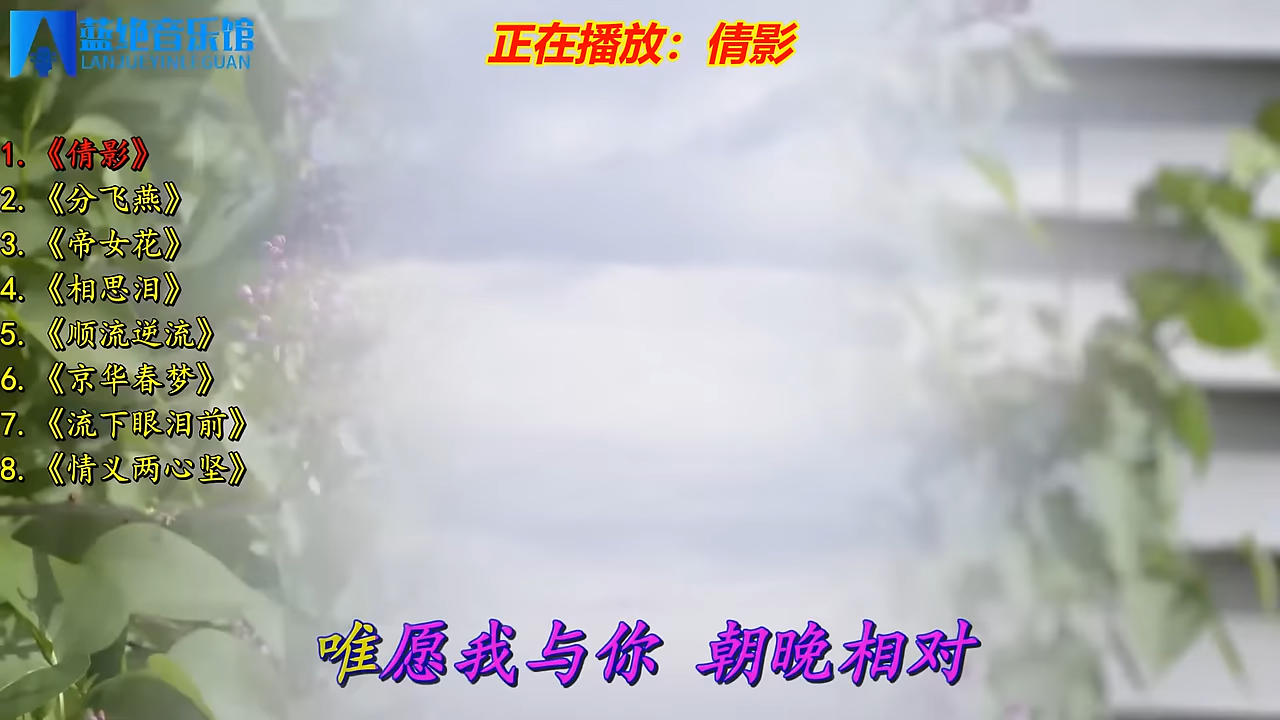 蓝绝音乐馆
LANJUEYINLEGUAN
正在播放：倩影
1.《倩影》
2.《分飞燕》
3.《帝女花》
4.《相思泪》
5.《顺流逆流》
6.《京华春梦》
7.《流下眼泪前》
8.《情义两心坚》
唯愿我与你 朝晚相对